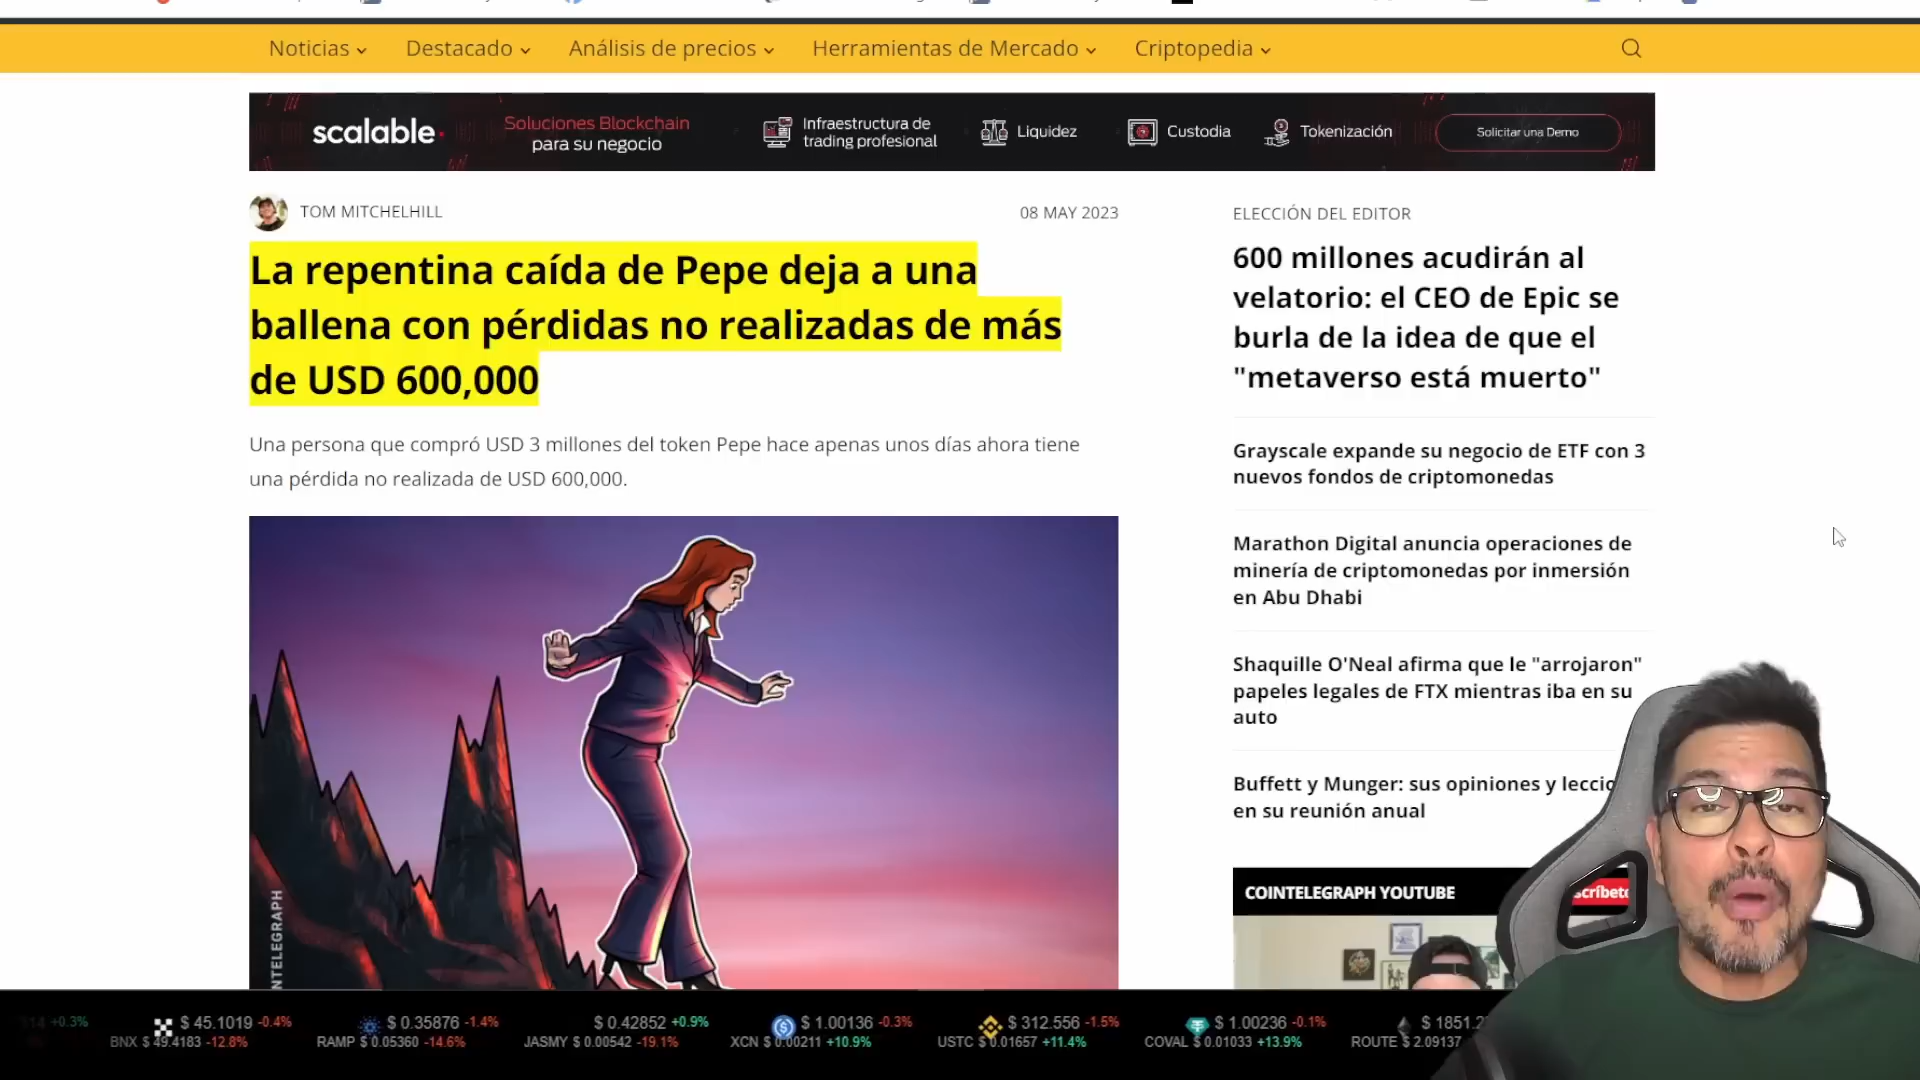 Noticias
Destacado
Análisis de precios
Herramientas de Mercado
Criptopedia
scalable
Soluciones Blockchain
para su negocio
Infraestructura de
trading profesional
Liquidez
Custodia
Tokenización
Solicitar una Demo
TOM MITCHELHILL
08 MAY 2023
La repentina caída de Pepe deja a una
ballena con pérdidas no realizadas de más
de USD 600,000
Una persona que compró USD 3 millones del token Pepe hace apenas unos días ahora tiene
una pérdida no realizada de USD 600,000.
NTELEGRAPH
ELECCIÓN DEL EDITOR
600 millones acudirán al
velatorio: el CEO de Epic se
burla de la idea de que el
"metaverso está muerto"
Grayscale expande su negocio de ETF con 3
nuevos fondos de criptomonedas
Marathon Digital anuncia operaciones de
minería de criptomonedas por inmersión
en Abu Dhabi
Shaquille O'Neal afirma que le "arrojaron"
papeles legales de FTX mientras iba en su
auto
Buffett y Munger: sus opiniones y leccio
en su reunión anual
COINTELEGRAPH YOUTUBE
scríbete
+0.3% $ 45.1019 -0.4% $ 0.35876 -1.4% $ 0.42852 +0.9% $ 1.00136 -0.3% $ 312.556 -1.5% $ 1.00236 -0.1% $ 1851.2
BNX $ 49.4183 -12.8% RAMP $ 0.05360 -14.6% JASMY $ 0.00542 -19.1% XCN $ 0.00211 +10.9% USTC $ 0.01657 +11.4% COVAL $ 0.01033 +13.9% ROUTE $ 2.09137